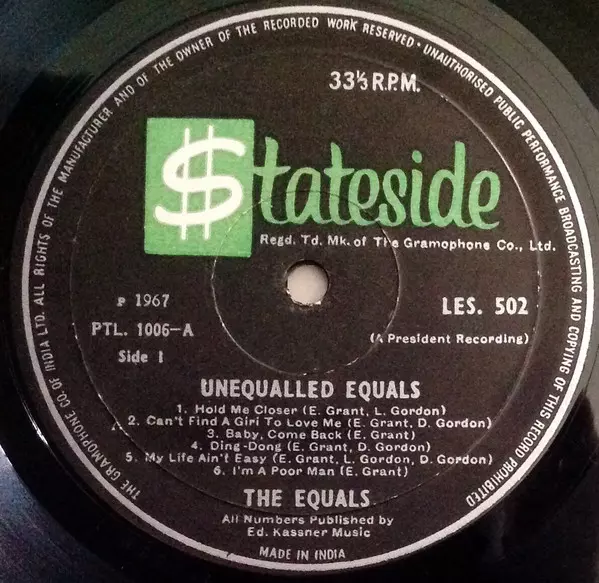 THE GRAMOPHONE CO. OF INDIA LTD. ALL RIGHTS OF THE MANUFACTURER AND OF THE OWNER OF THE RECORDED WORK RESERVED · UNAUTHORISED PUBLIC PERFORMANCE BROADCASTING AND COPYING OF THIS RECORD PROHIBITED
33⅓ R.P.M.
$tateside
Regd. Td. Mk. of The Gramophone Co., Ltd.
℗ 1967
LES. 502
PTL. 1006-A
(A President Recording)
Side 1
UNEQUALLED EQUALS
1. Hold Me Closer (E. Grant, L. Gordon)
2. Can't Find A Girl To Love Me (E. Grant, D. Gordon)
3. Baby, Come Back (E. Grant)
4. Ding-Dong (E. Grant, D. Gordon)
5. My Life Ain't Easy (E. Grant, L. Gordon, D. Gordon)
6. I'm A Poor Man (E. Grant)
THE EQUALS
All Numbers Published by
Ed. Kassner Music
MADE IN INDIA